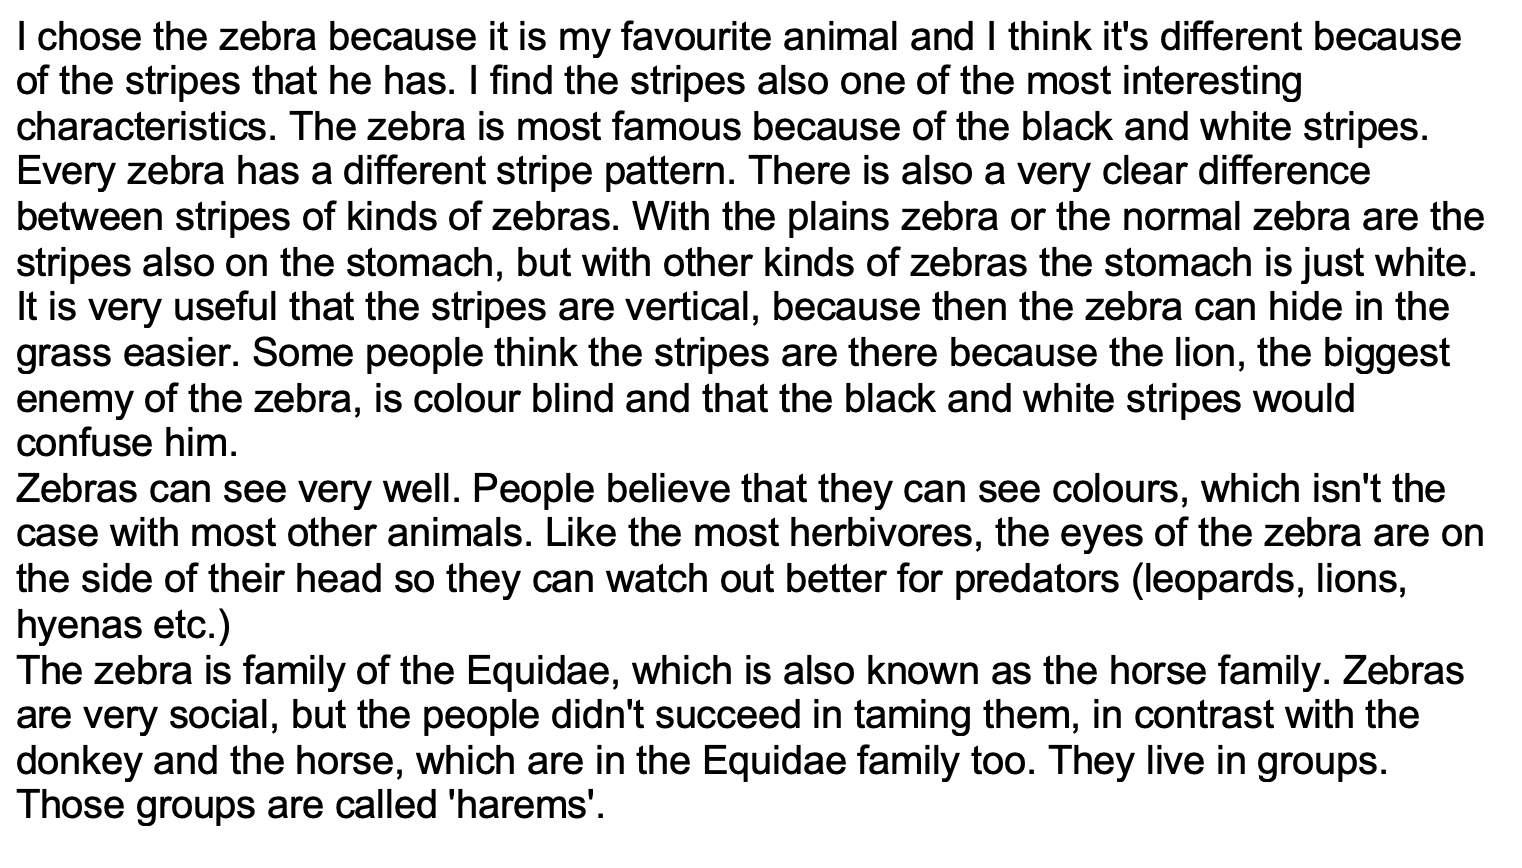 I chose the zebra because it is my favourite animal and I think it's different because
of the stripes that he has. I find the stripes also one of the most interesting
characteristics. The zebra is most famous because of the black and white stripes.
Every zebra has a different stripe pattern. There is also a very clear difference
between stripes of kinds of zebras. With the plains zebra or the normal zebra are the
stripes also on the stomach, but with other kinds of zebras the stomach is just white.
It is very useful that the stripes are vertical, because then the zebra can hide in the
grass easier. Some people think the stripes are there because the lion, the biggest
enemy of the zebra, is colour blind and that the black and white stripes would
confuse him.
Zebras can see very well. People believe that they can see colours, which isn't the
case with most other animals. Like the most herbivores, the eyes of the zebra are on
the side of their head so they can watch out better for predators (leopards, lions,
hyenas etc.)
The zebra is family of the Equidae, which is also known as the horse family. Zebras
are very social, but the people didn't succeed in taming them, in contrast with the
donkey and the horse, which are in the Equidae family too. They live in groups.
Those groups are called 'harems'.